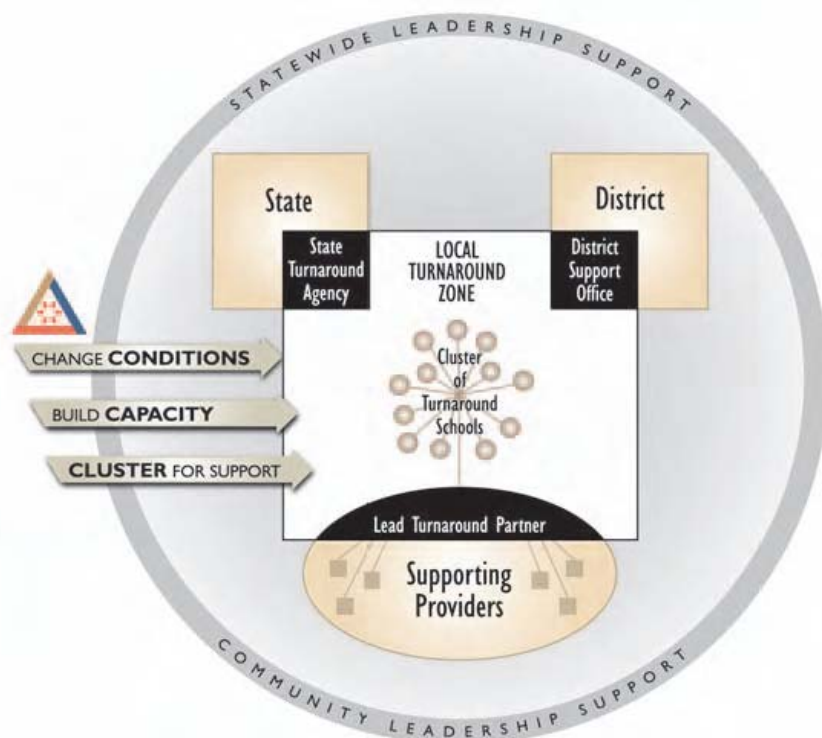 STATEWIDE LEADERSHIP SUPPORT
State
District
State
Turnaround
Agency
LOCAL
TURNAROUND
ZONE
District
Support
Office
CHANGE CONDITIONS
BUILD CAPACITY
CLUSTER FOR SUPPORT
Cluster
of
Turnaround
Schools
Lead Turnaround Partner
Supporting
Providers
COMMUNITY LEADERSHIP SUPPORT